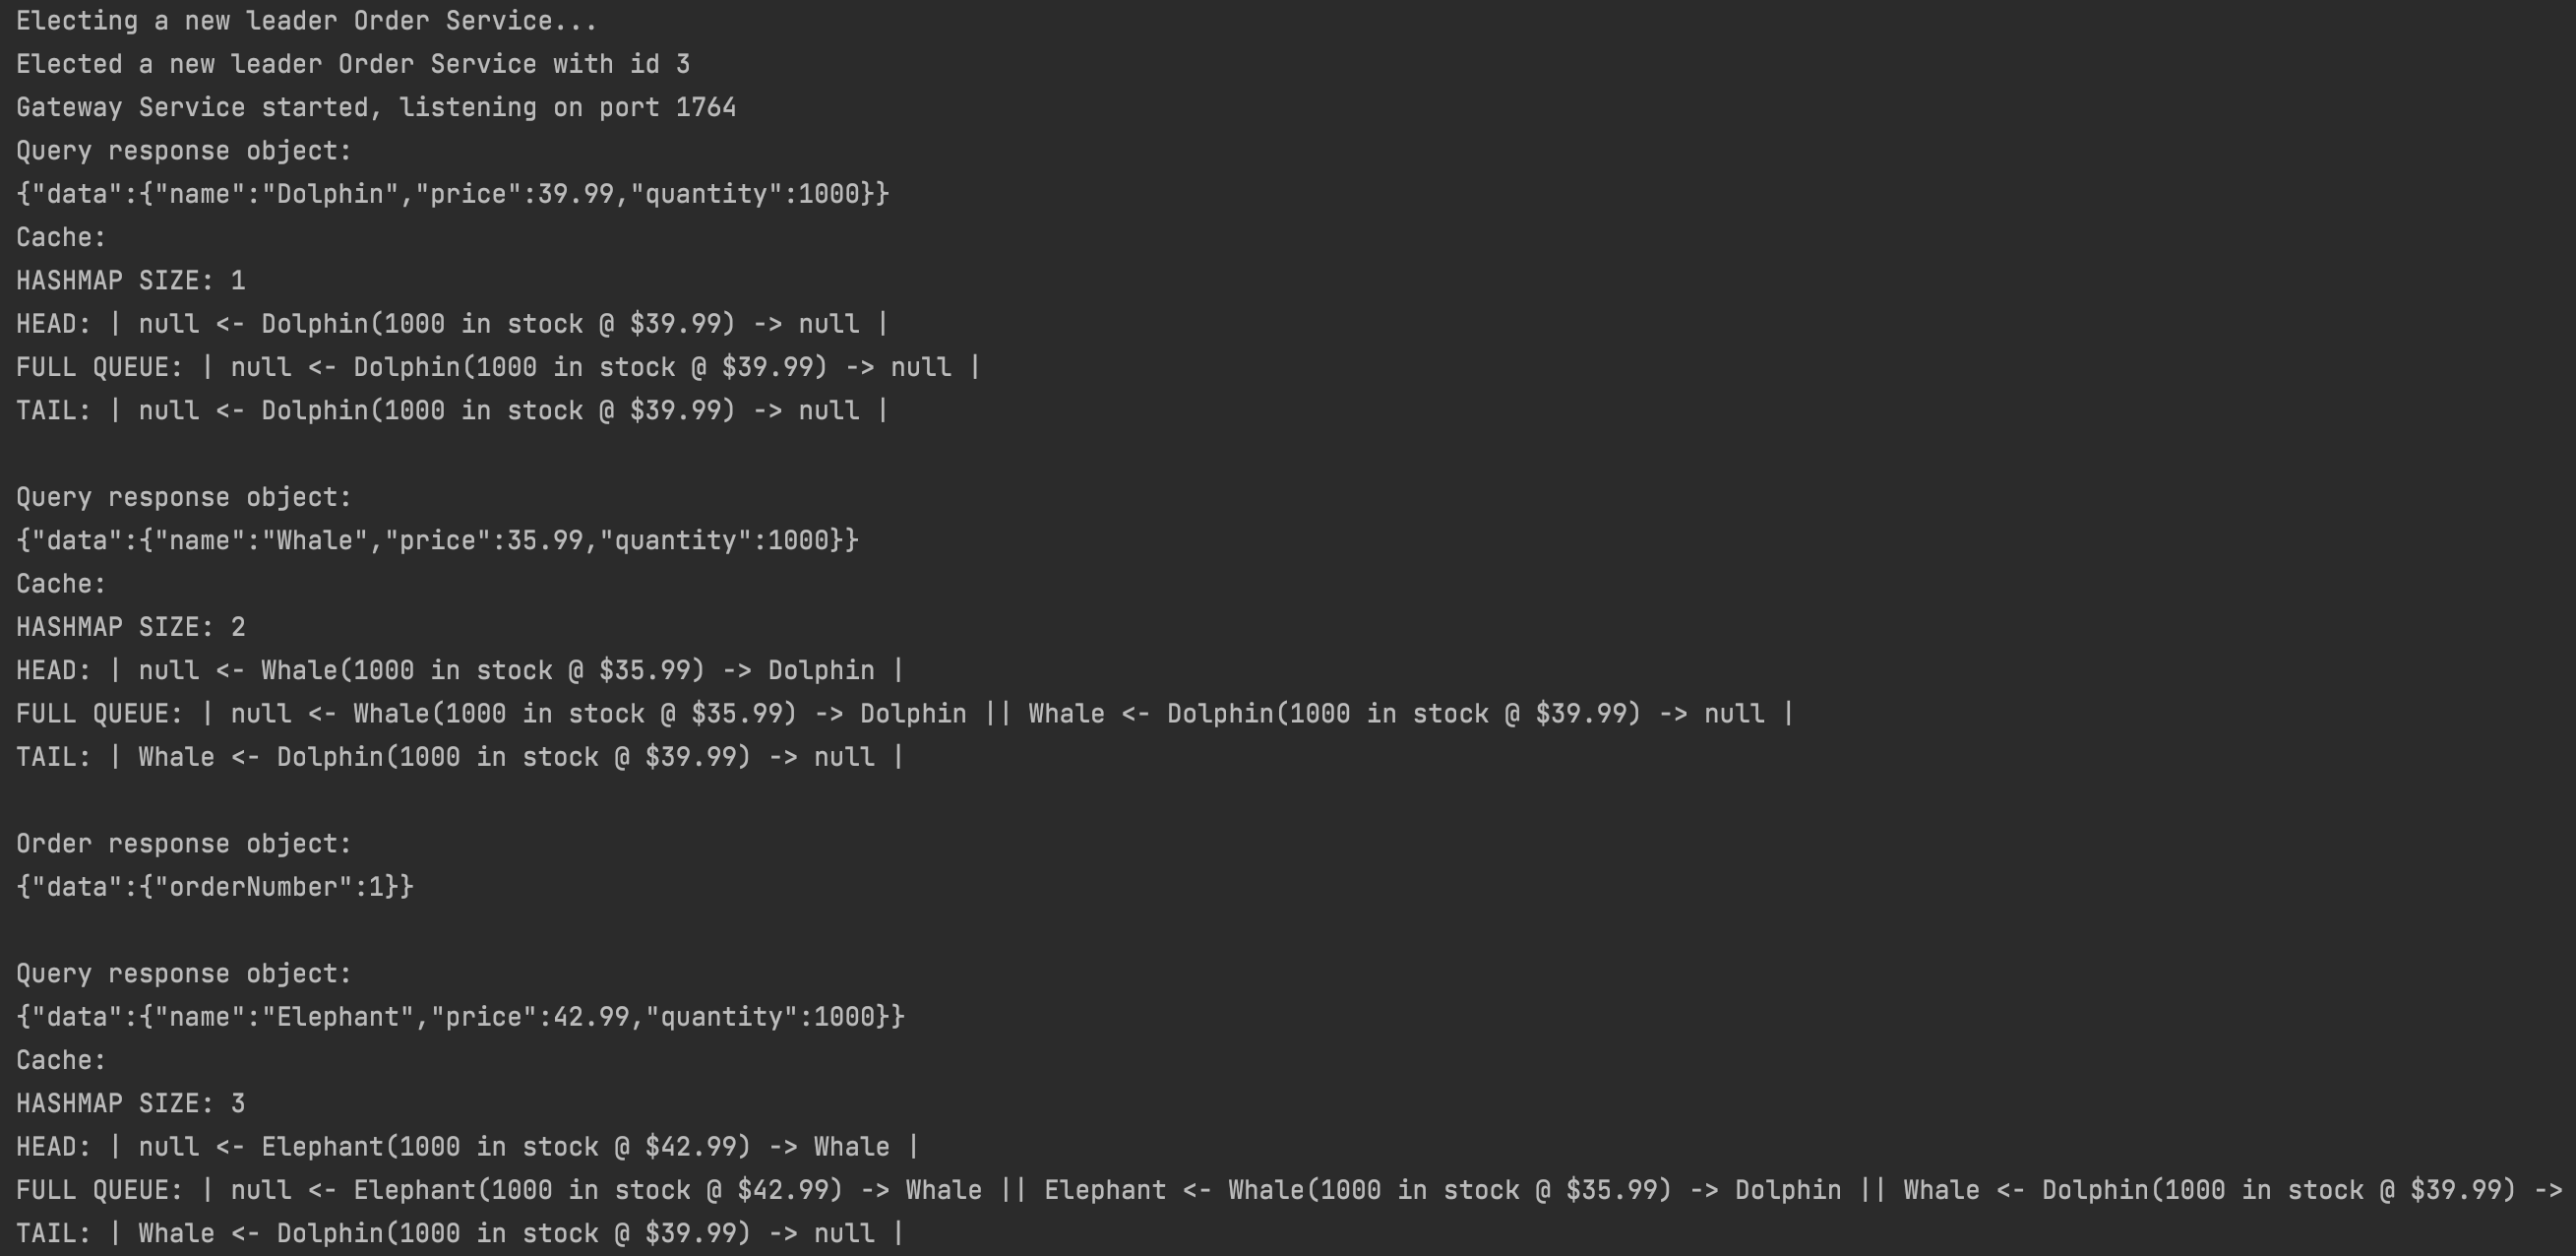 Electing a new leader Order Service...
Elected a new leader Order Service with id 3
Gateway Service started, listening on port 1764
Query response object:
{"data":{"name":"Dolphin","price":39.99,"quantity":1000}}
Cache:
HASHMAP SIZE: 1
HEAD: | null <- Dolphin(1000 in stock @ $39.99) -> null |
FULL QUEUE: | null <- Dolphin(1000 in stock @ $39.99) -> null |
TAIL: | null <- Dolphin(1000 in stock @ $39.99) -> null |
Query response object:
{"data":{"name":"Whale","price":35.99,"quantity":1000}}
Cache:
HASHMAP SIZE: 2
HEAD: | null <- Whale(1000 in stock @ $35.99) -> Dolphin |
FULL QUEUE: | null <- Whale(1000 in stock @ $35.99) -> Dolphin || Whale <- Dolphin(1000 in stock @ $39.99) -> null |
TAIL: | Whale <- Dolphin(1000 in stock @ $39.99) -> null |
Order response object:
{"data":{"orderNumber":1}}
Query response object:
{"data":{"name":"Elephant","price":42.99,"quantity":1000}}
Cache:
HASHMAP SIZE: 3
HEAD: | null <- Elephant(1000 in stock @ $42.99) -> Whale |
FULL QUEUE: | null <- Elephant(1000 in stock @ $42.99) -> Whale || Elephant <- Whale(1000 in stock @ $35.99) -> Dolphin || Whale <- Dolphin(1000 in stock @ $39.99) ->
TAIL: | Whale <- Dolphin(1000 in stock @ $39.99) -> null |